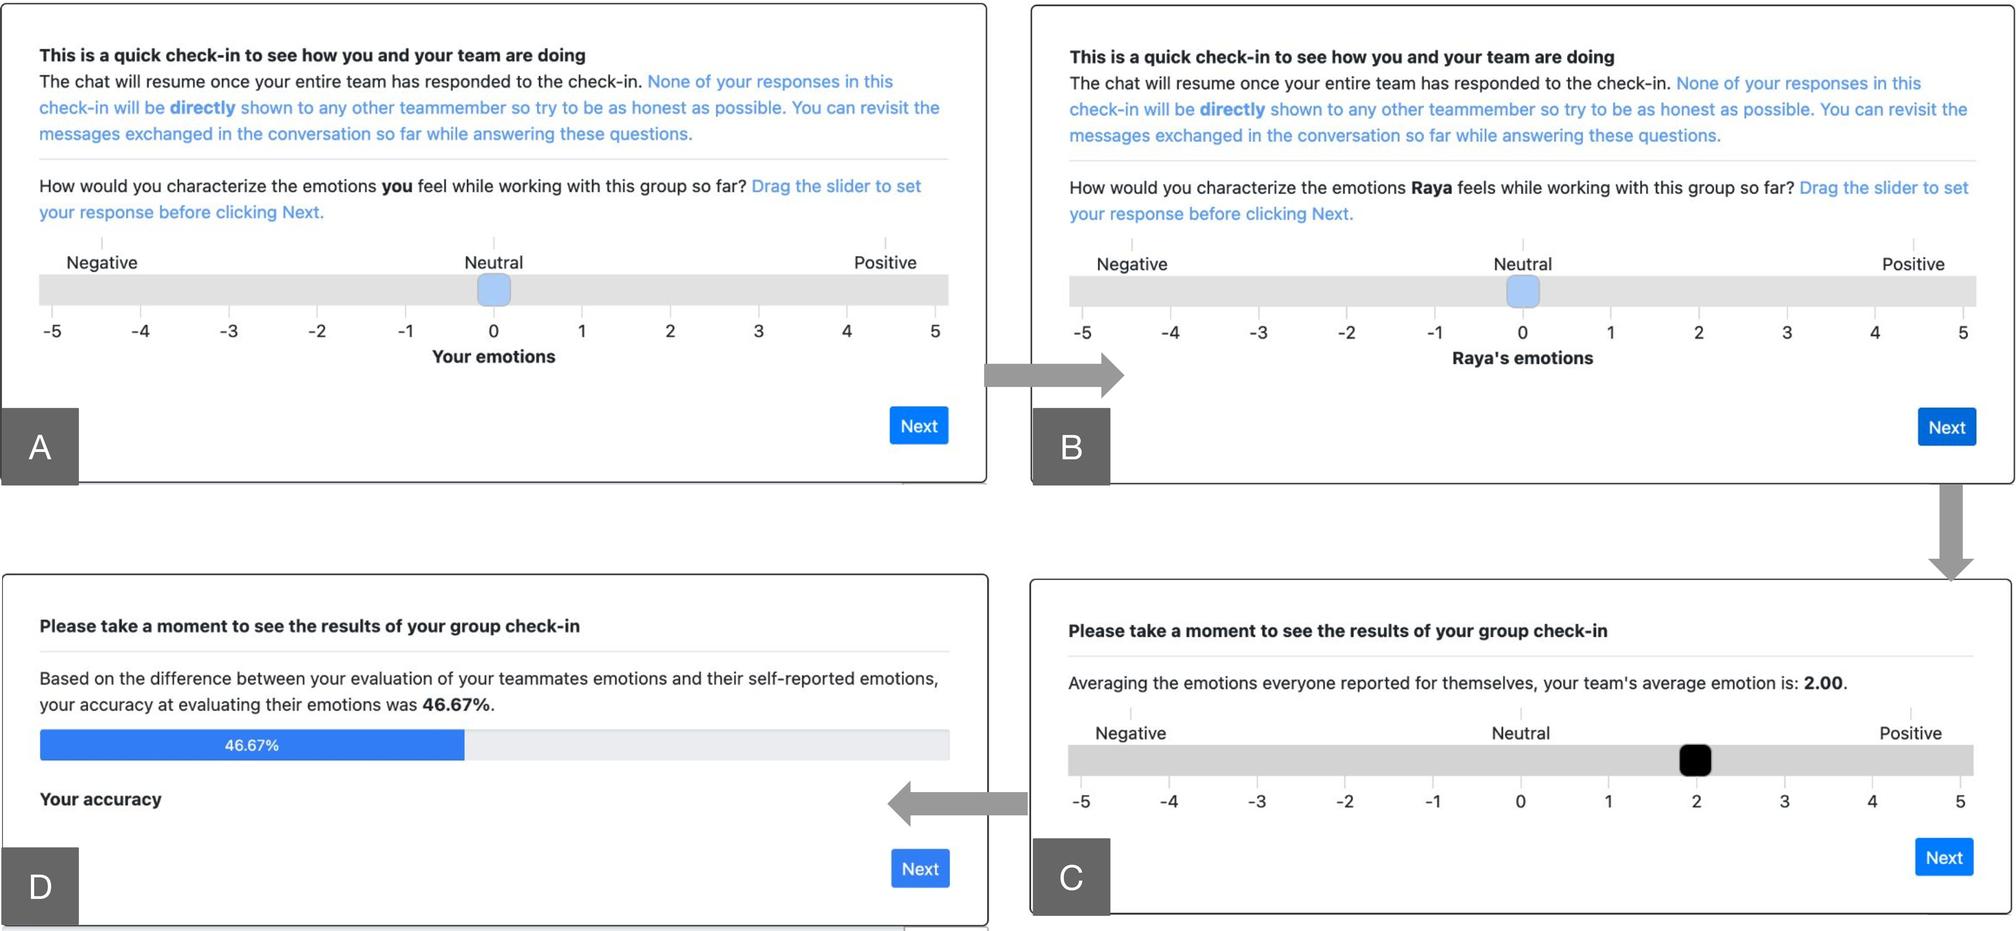 This is a quick check-in to see how you and your team are doing
The chat will resume once your entire team has responded to the check-in. None of your responses in this
check-in will be directly shown to any other teammember so try to be as honest as possible. You can revisit the
messages exchanged in the conversation so far while answering these questions.
How would you characterize the emotions you feel while working with this group so far? Drag the slider to set
your response before clicking Next.
Negative Neutral Positive
-5 -4 -3 -2 -1 0 1 2 3 4 5
Your emotions
Next
A
This is a quick check-in to see how you and your team are doing
The chat will resume once your entire team has responded to the check-in. None of your responses in this
check-in will be directly shown to any other teammember so try to be as honest as possible. You can revisit the
messages exchanged in the conversation so far while answering these questions.
How would you characterize the emotions Raya feels while working with this group so far? Drag the slider to set
your response before clicking Next.
Negative Neutral Positive
-5 -4 -3 -2 -1 0 1 2 3 4 5
Raya's emotions
Next
B
Please take a moment to see the results of your group check-in
Averaging the emotions everyone reported for themselves, your team's average emotion is: 2.00.
Negative Neutral Positive
-5 -4 -3 -2 -1 0 1 2 3 4 5
Next
C
Please take a moment to see the results of your group check-in
Based on the difference between your evaluation of your teammates emotions and their self-reported emotions,
your accuracy at evaluating their emotions was 46.67%.
46.67%
Your accuracy
Next
D